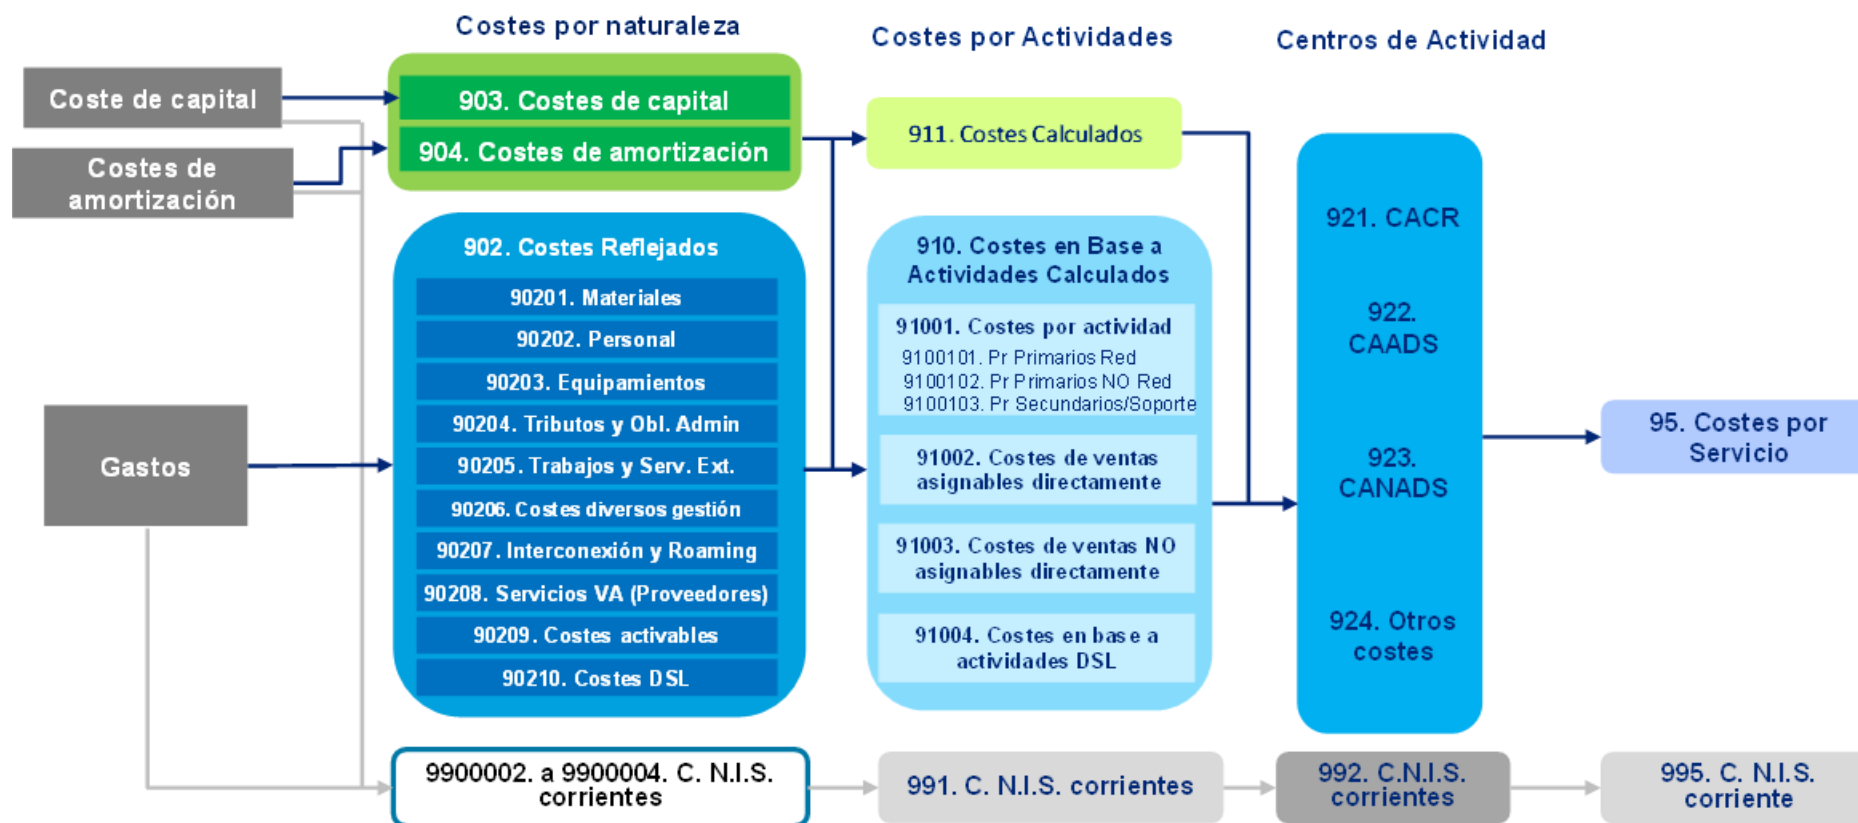 Costes por naturaleza
Costes por Actividades
Centros de Actividad
Coste de capital
Costes de
amortización
Gastos
903. Costes de capital
904. Costes de amortización
902. Costes Reflejados
90201. Materiales
90202. Personal
90203. Equipamientos
90204. Tributos y Obl. Admin
90205. Trabajos y Serv. Ext.
90206. Costes diversos gestión
90207. Interconexión y Roaming
90208. Servicios VA (Proveedores)
90209. Costes activables
90210. Costes DSL
9900002. a 9900004. C. N.I.S.
corrientes
911. Costes Calculados
910. Costes en Base a
Actividades Calculados
91001. Costes por actividad
9100101. Pr Primarios Red
9100102. Pr Primarios NO Red
9100103. Pr Secundarios/Soporte
91002. Costes de ventas
asignables directamente
91003. Costes de ventas NO
asignables directamente
91004. Costes en base a
actividades DSL
991. C. N.I.S. corrientes
921. CACR
922.
CAADS
923.
CANADS
924. Otros
costes
992. C.N.I.S.
corrientes
95. Costes por
Servicio
995. C. N.I.S.
corriente